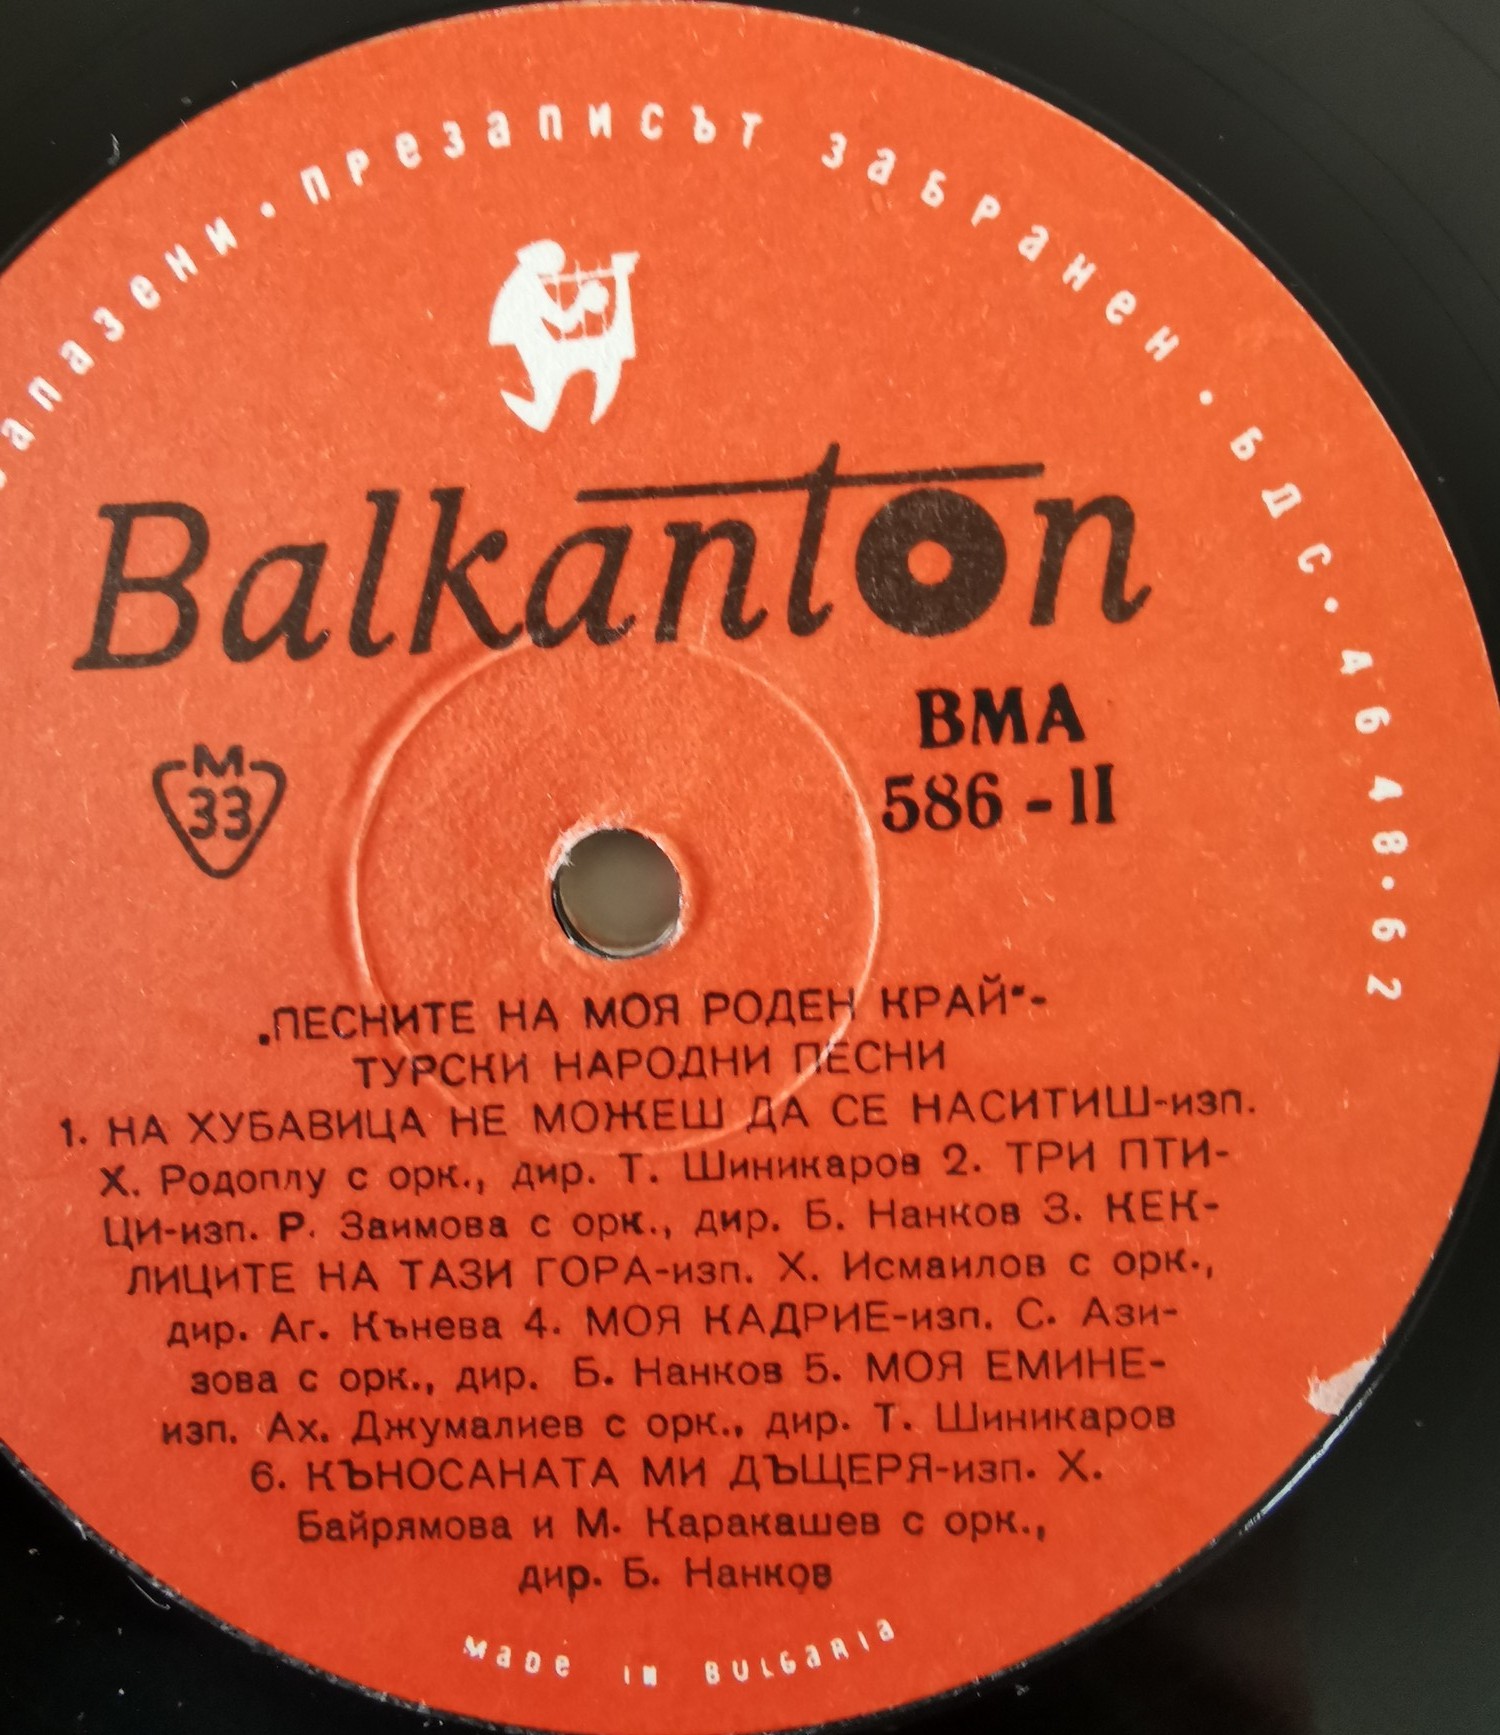 апазени · презаписът забранен · БДС · 4648 · 62
Balkanton
M
33
ВМА
586 - II
„ПЕСНИТЕ НА МОЯ РОДЕН КРАЙ“-
ТУРСКИ НАРОДНИ ПЕСНИ
1. НА ХУБАВИЦА НЕ МОЖЕШ ДА СЕ НАСИТИШ-изп.
Х. Родоплу с орк., дир. Т. Шиникаров 2. ТРИ ПТИ-
ЦИ-изп. Р. Заимова с орк., дир. Б. Нанков 3. КЕК-
ЛИЦИТЕ НА ТАЗИ ГОРА-изп. Х. Исмаилов с орк.,
дир. Аг. Кънева 4. МОЯ КАДРИЕ-изп. С. Ази-
зова с орк., дир. Б. Нанков 5. МОЯ ЕМИНЕ-
изп. Ах. Джумалиев с орк., дир. Т. Шиникаров
6. КЪНОСАНАТА МИ ДЪЩЕРЯ-изп. Х.
Байрямова и М. Каракашев с орк.,
дир. Б. Нанков
MADE IN BULGARIA